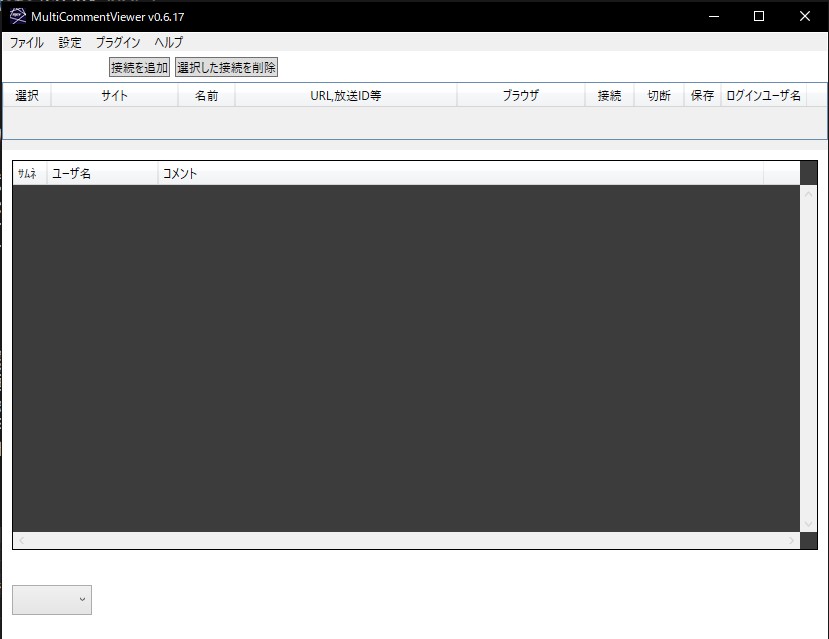 MultiCommentViewer v0.6.17
ファイル 設定 プラグイン ヘルプ
接続を追加 選択した接続を削除
選択 サイト 名前 URL,放送ID等 ブラウザ 接続 切断 保存 ログインユーザ名
ｻﾑﾈ ユーザ名 コメント